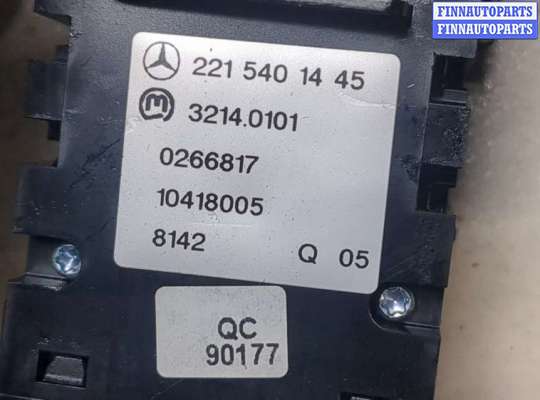 FINNAUTOPARTS
FINNAUTOPARTS
221 540 14 45
M 3214.0101
0266817
10418005
8142 Q 05
QC
90177